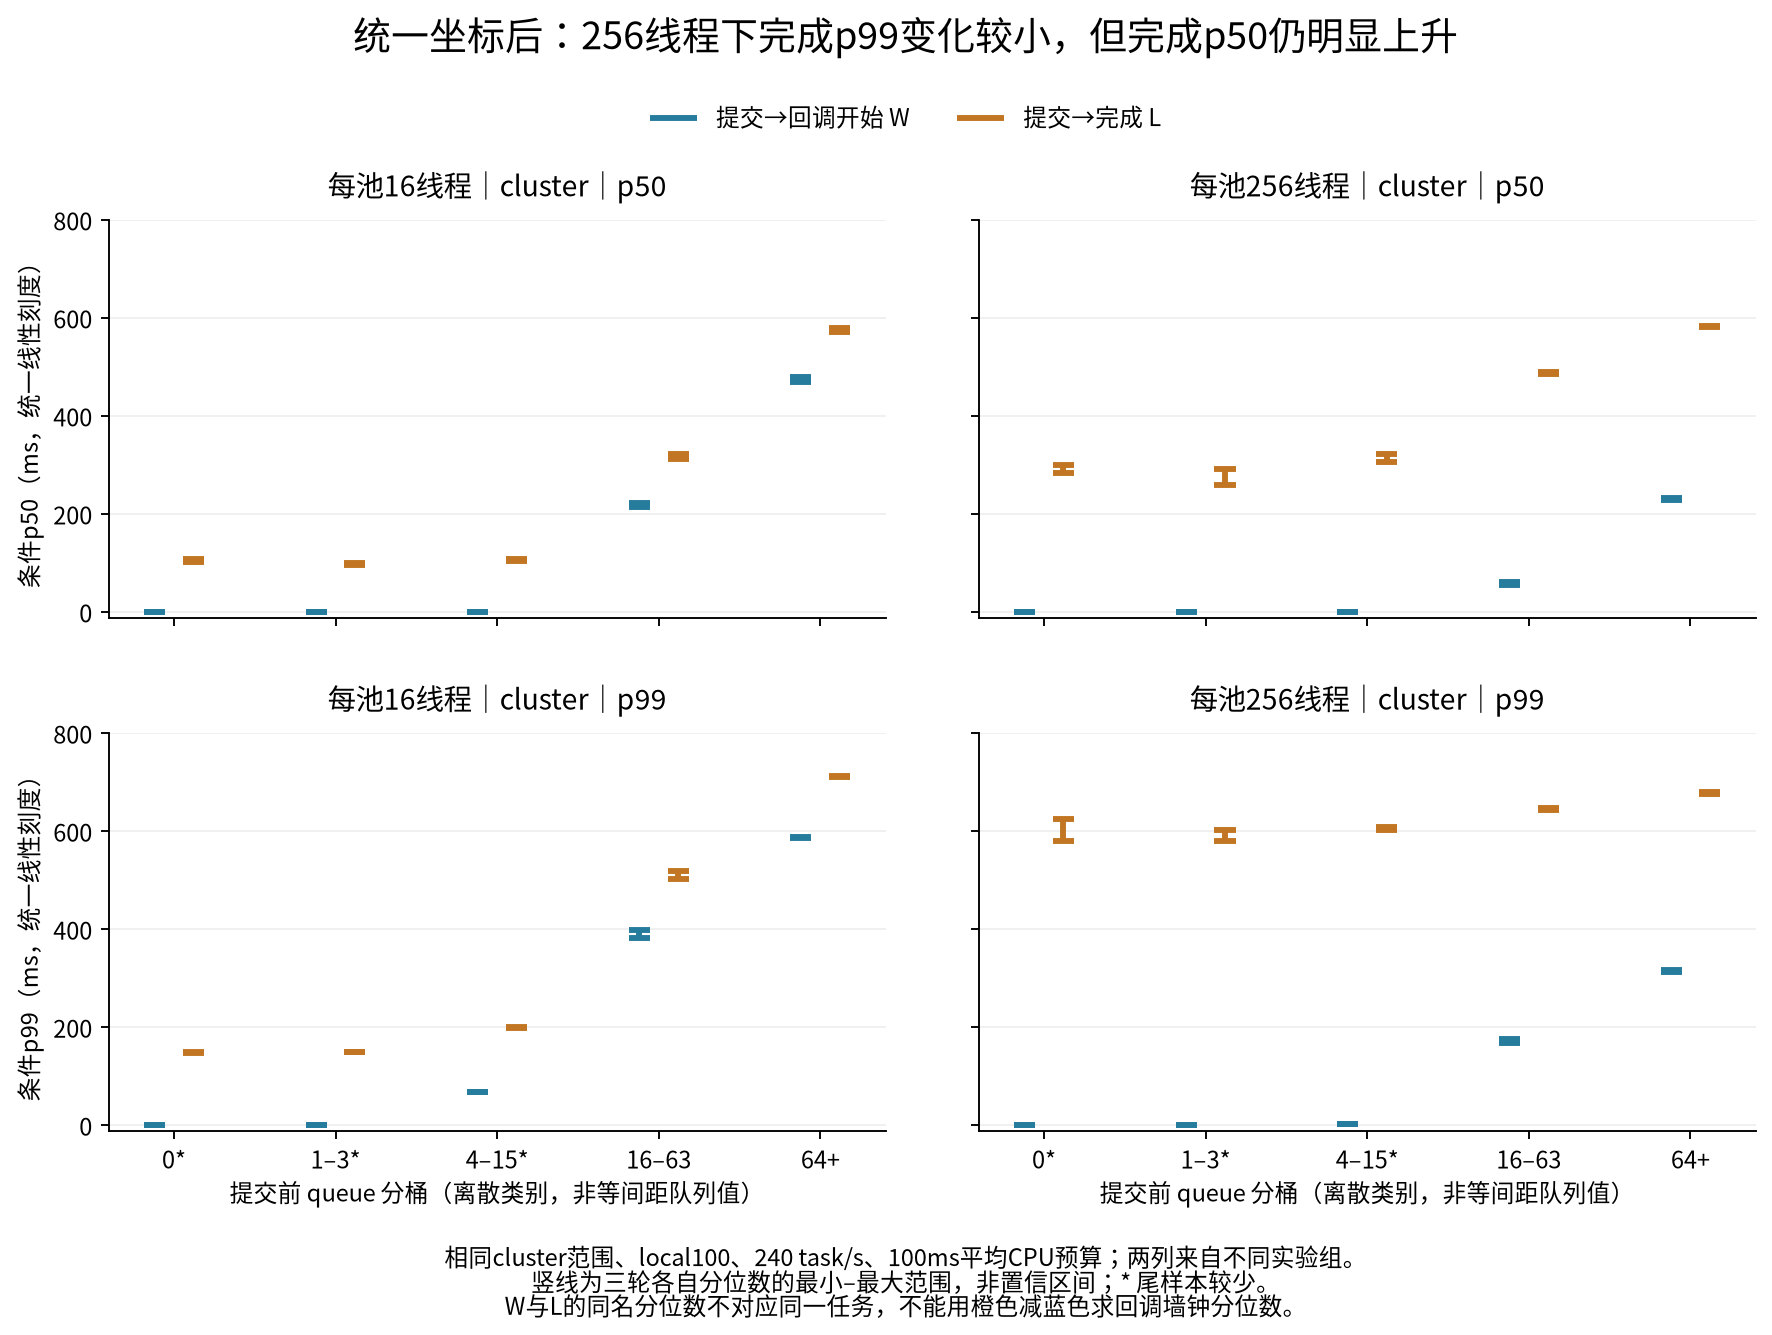 统一坐标后：256线程下完成p99变化较小，但完成p50仍明显上升
提交→回调开始 W
提交→完成 L
每池16线程｜cluster｜p50
每池256线程｜cluster｜p50
条件p50（ms，统一线性刻度）
800
600
400
200
0
每池16线程｜cluster｜p99
每池256线程｜cluster｜p99
条件p99（ms，统一线性刻度）
800
600
400
200
0
0* 1–3* 4–15* 16–63 64+
0* 1–3* 4–15* 16–63 64+
提交前 queue 分桶（离散类别，非等间距队列值）
提交前 queue 分桶（离散类别，非等间距队列值）
相同cluster范围、local100、240 task/s、100ms平均CPU预算；两列来自不同实验组。
竖线为三轮各自分位数的最小–最大范围，非置信区间；* 尾样本较少。
W与L的同名分位数不对应同一任务，不能用橙色减蓝色求回调墙钟分位数。